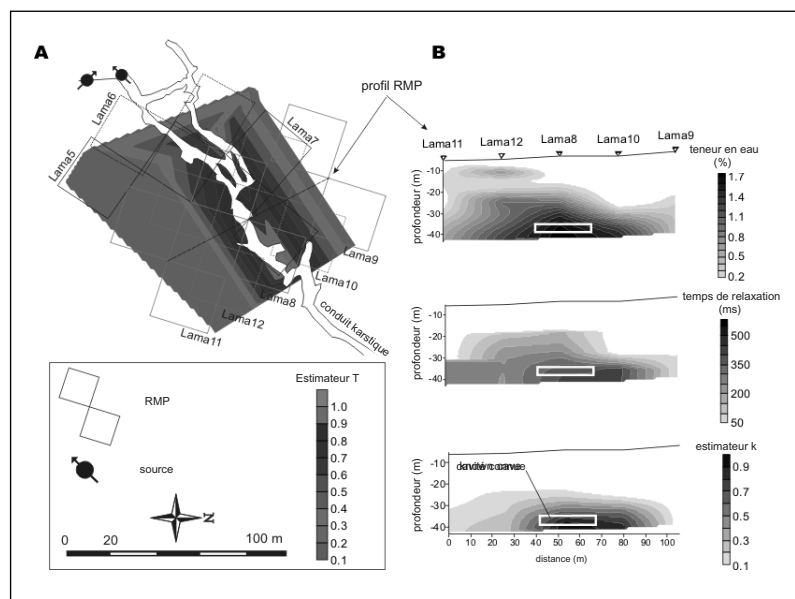 A
B
profil RMP
Lama6
Lama5
Lama7
Lama9
Lama10
Lama8
Lama12
Lama11
conduit karstique
RMP
source
N
0 20 100 m
Estimateur T
1.0
0.9
0.8
0.7
0.6
0.5
0.4
0.3
0.2
0.1
Lama11 Lama12 Lama8 Lama10 Lama9
teneur en eau
(%)
1.7
1.4
1.1
0.8
0.6
0.4
0.2
profondeur (m)
-10
-20
-30
-40
temps de relaxation
(ms)
500
350
200
50
profondeur (m)
-10
-20
-30
-40
estimateur k
0.9
0.7
0.5
0.3
0.1
profondeur (m)
-10
-20
-30
-40
0 10 20 30 40 50 60 70 80 90 100
distance (m)